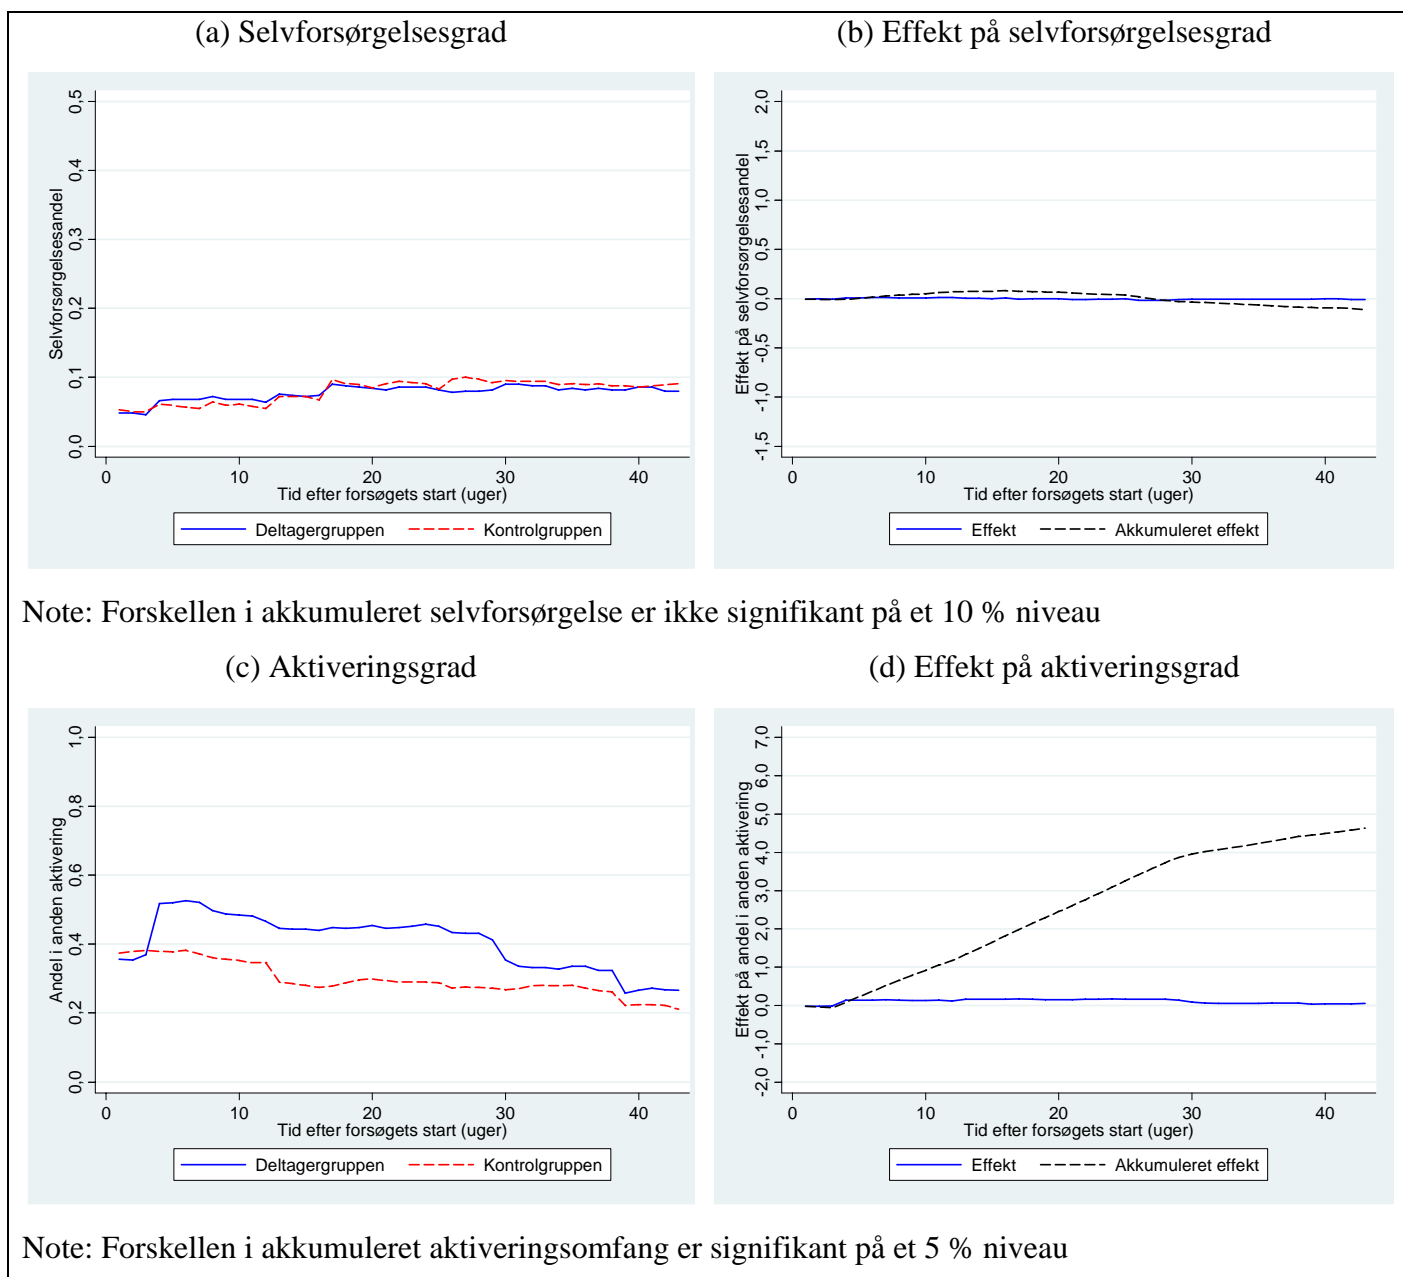 (a) Selvforsørgelsesgrad
Selvforsørgelsesandel
0,5
0,4
0,3
0,2
0,1
0,0
0 10 20 30 40
Tid efter forsøgets start (uger)
Deltagergruppen Kontrolgruppen
(b) Effekt på selvforsørgelsesgrad
Effekt på selvforsørgelsesandel
2,0
1,5
1,0
0,5
0,0
-0,5
-1,0
-1,5
0 10 20 30 40
Tid efter forsøgets start (uger)
Effekt Akkumuleret effekt
Note: Forskellen i akkumuleret selvforsørgelse er ikke signifikant på et 10 % niveau
(c) Aktiveringsgrad
Andel i anden aktivering
1,0
0,8
0,6
0,4
0,2
0,0
0 10 20 30 40
Tid efter forsøgets start (uger)
Deltagergruppen Kontrolgruppen
(d) Effekt på aktiveringsgrad
Effekt på andel i anden aktivering
7,0
6,0
5,0
4,0
3,0
2,0
1,0
0,0
-1,0
-2,0
0 10 20 30 40
Tid efter forsøgets start (uger)
Effekt Akkumuleret effekt
Note: Forskellen i akkumuleret aktiveringsomfang er signifikant på et 5 % niveau